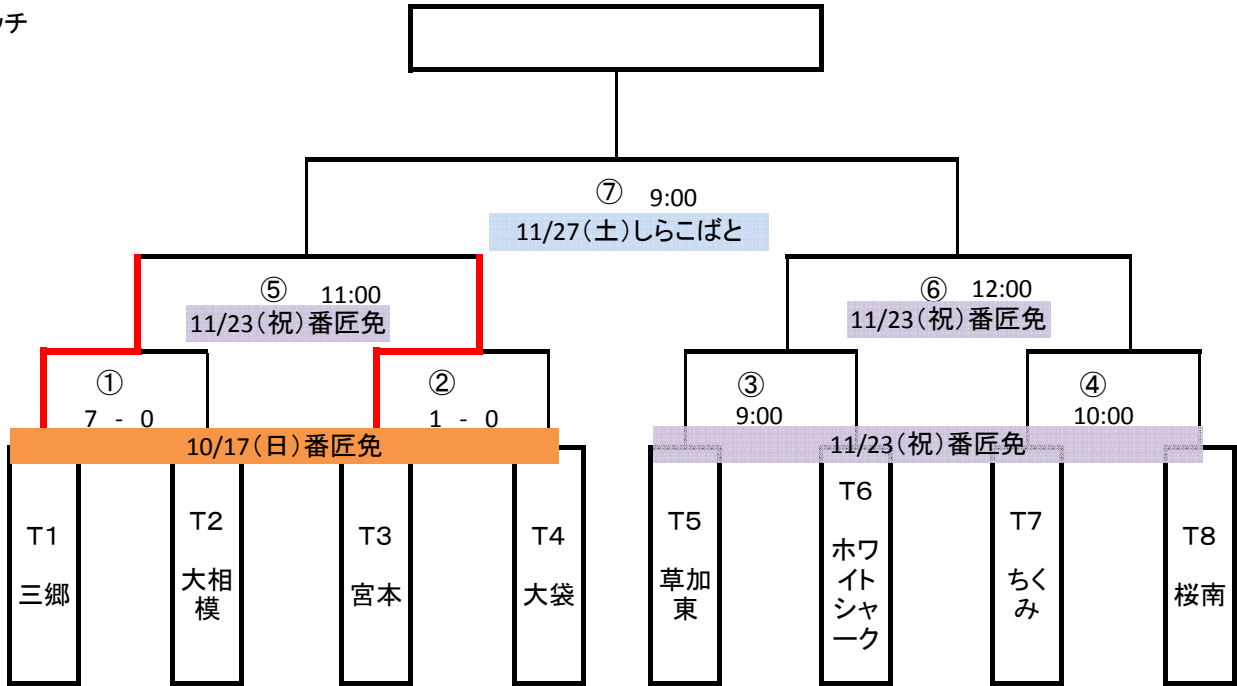 ッチ
⑦ 9:00
11/27(土)しらこばと
⑤ 11:00
11/23(祝)番匠免
⑥ 12:00
11/23(祝)番匠免
①
7 - 0
②
1 - 0
③
9:00
④
10:00
10/17(日)番匠免
11/23(祝)番匠免
T1
三郷
T2
大相
模
T3
宮本
T4
大袋
T5
草加
東
T6
ホワ
イト
シャ
ーク
T7
ちく
み
T8
桜南